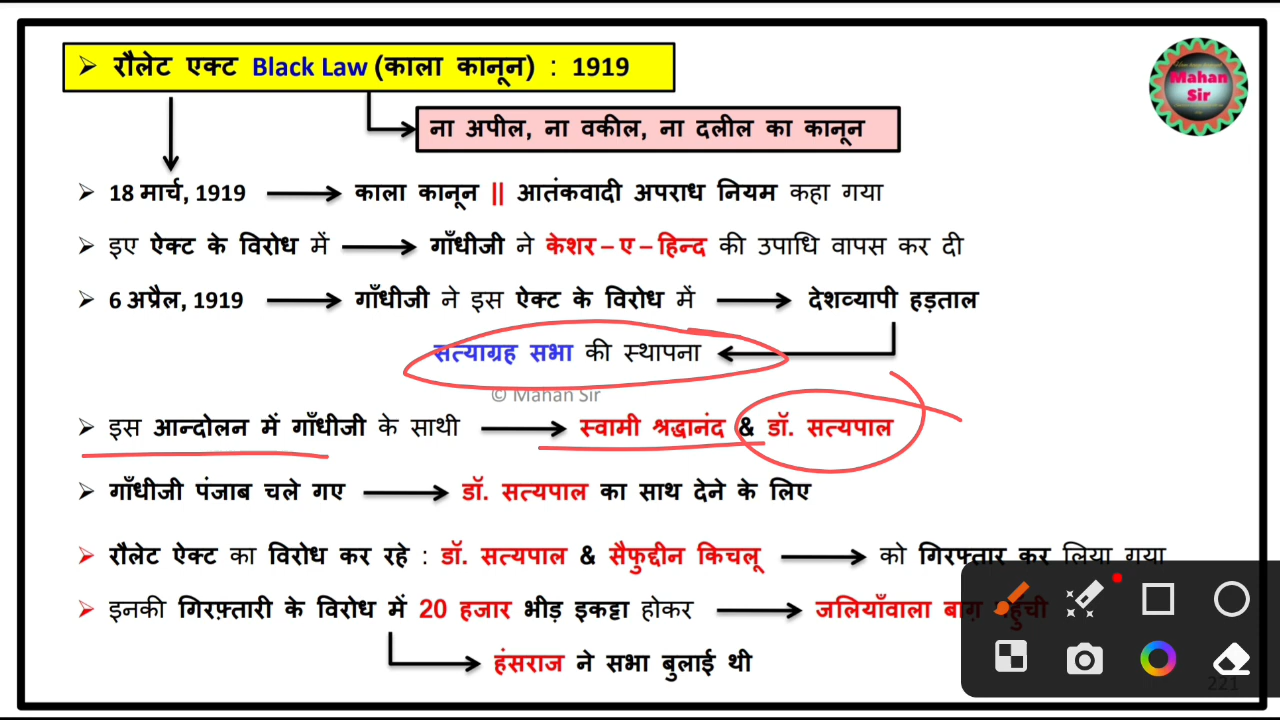 ➢ रौलेट एक्ट Black Law (काला कानून) : 1919
Mahan
Sir
ना अपील, ना वकील, ना दलील का कानून
➢ 18 मार्च, 1919 → काला कानून || आतंकवादी अपराध नियम कहा गया
➢ इए ऐक्ट के विरोध में → गाँधीजी ने केशर – ए – हिन्द की उपाधि वापस कर दी
➢ 6 अप्रैल, 1919 → गाँधीजी ने इस ऐक्ट के विरोध में → देशव्यापी हड़ताल
सत्याग्रह सभा की स्थापना
© Mahan Sir
➢ इस आन्दोलन में गाँधीजी के साथी → स्वामी श्रद्धानंद & डॉ. सत्यपाल
➢ गाँधीजी पंजाब चले गए → डॉ. सत्यपाल का साथ देने के लिए
➢ रौलेट ऐक्ट का विरोध कर रहे : डॉ. सत्यपाल & सैफुद्दीन किचलू → को गिरफ्तार कर लिया गया
➢ इनकी गिरफ़्तारी के विरोध में 20 हजार भीड़ इकट्टा होकर → जलियाँवाला बाग़ पहुंची
हंसराज ने सभा बुलाई थी
221